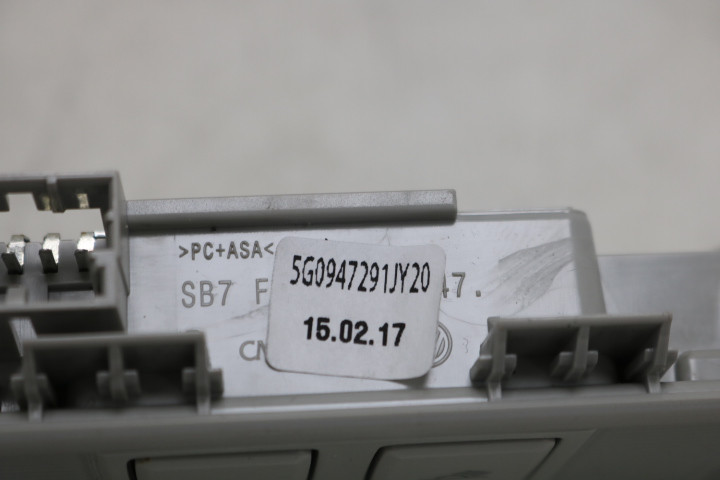 >PC+ASA<
5G0947291JY20
SB7 F 47.
15.02.17